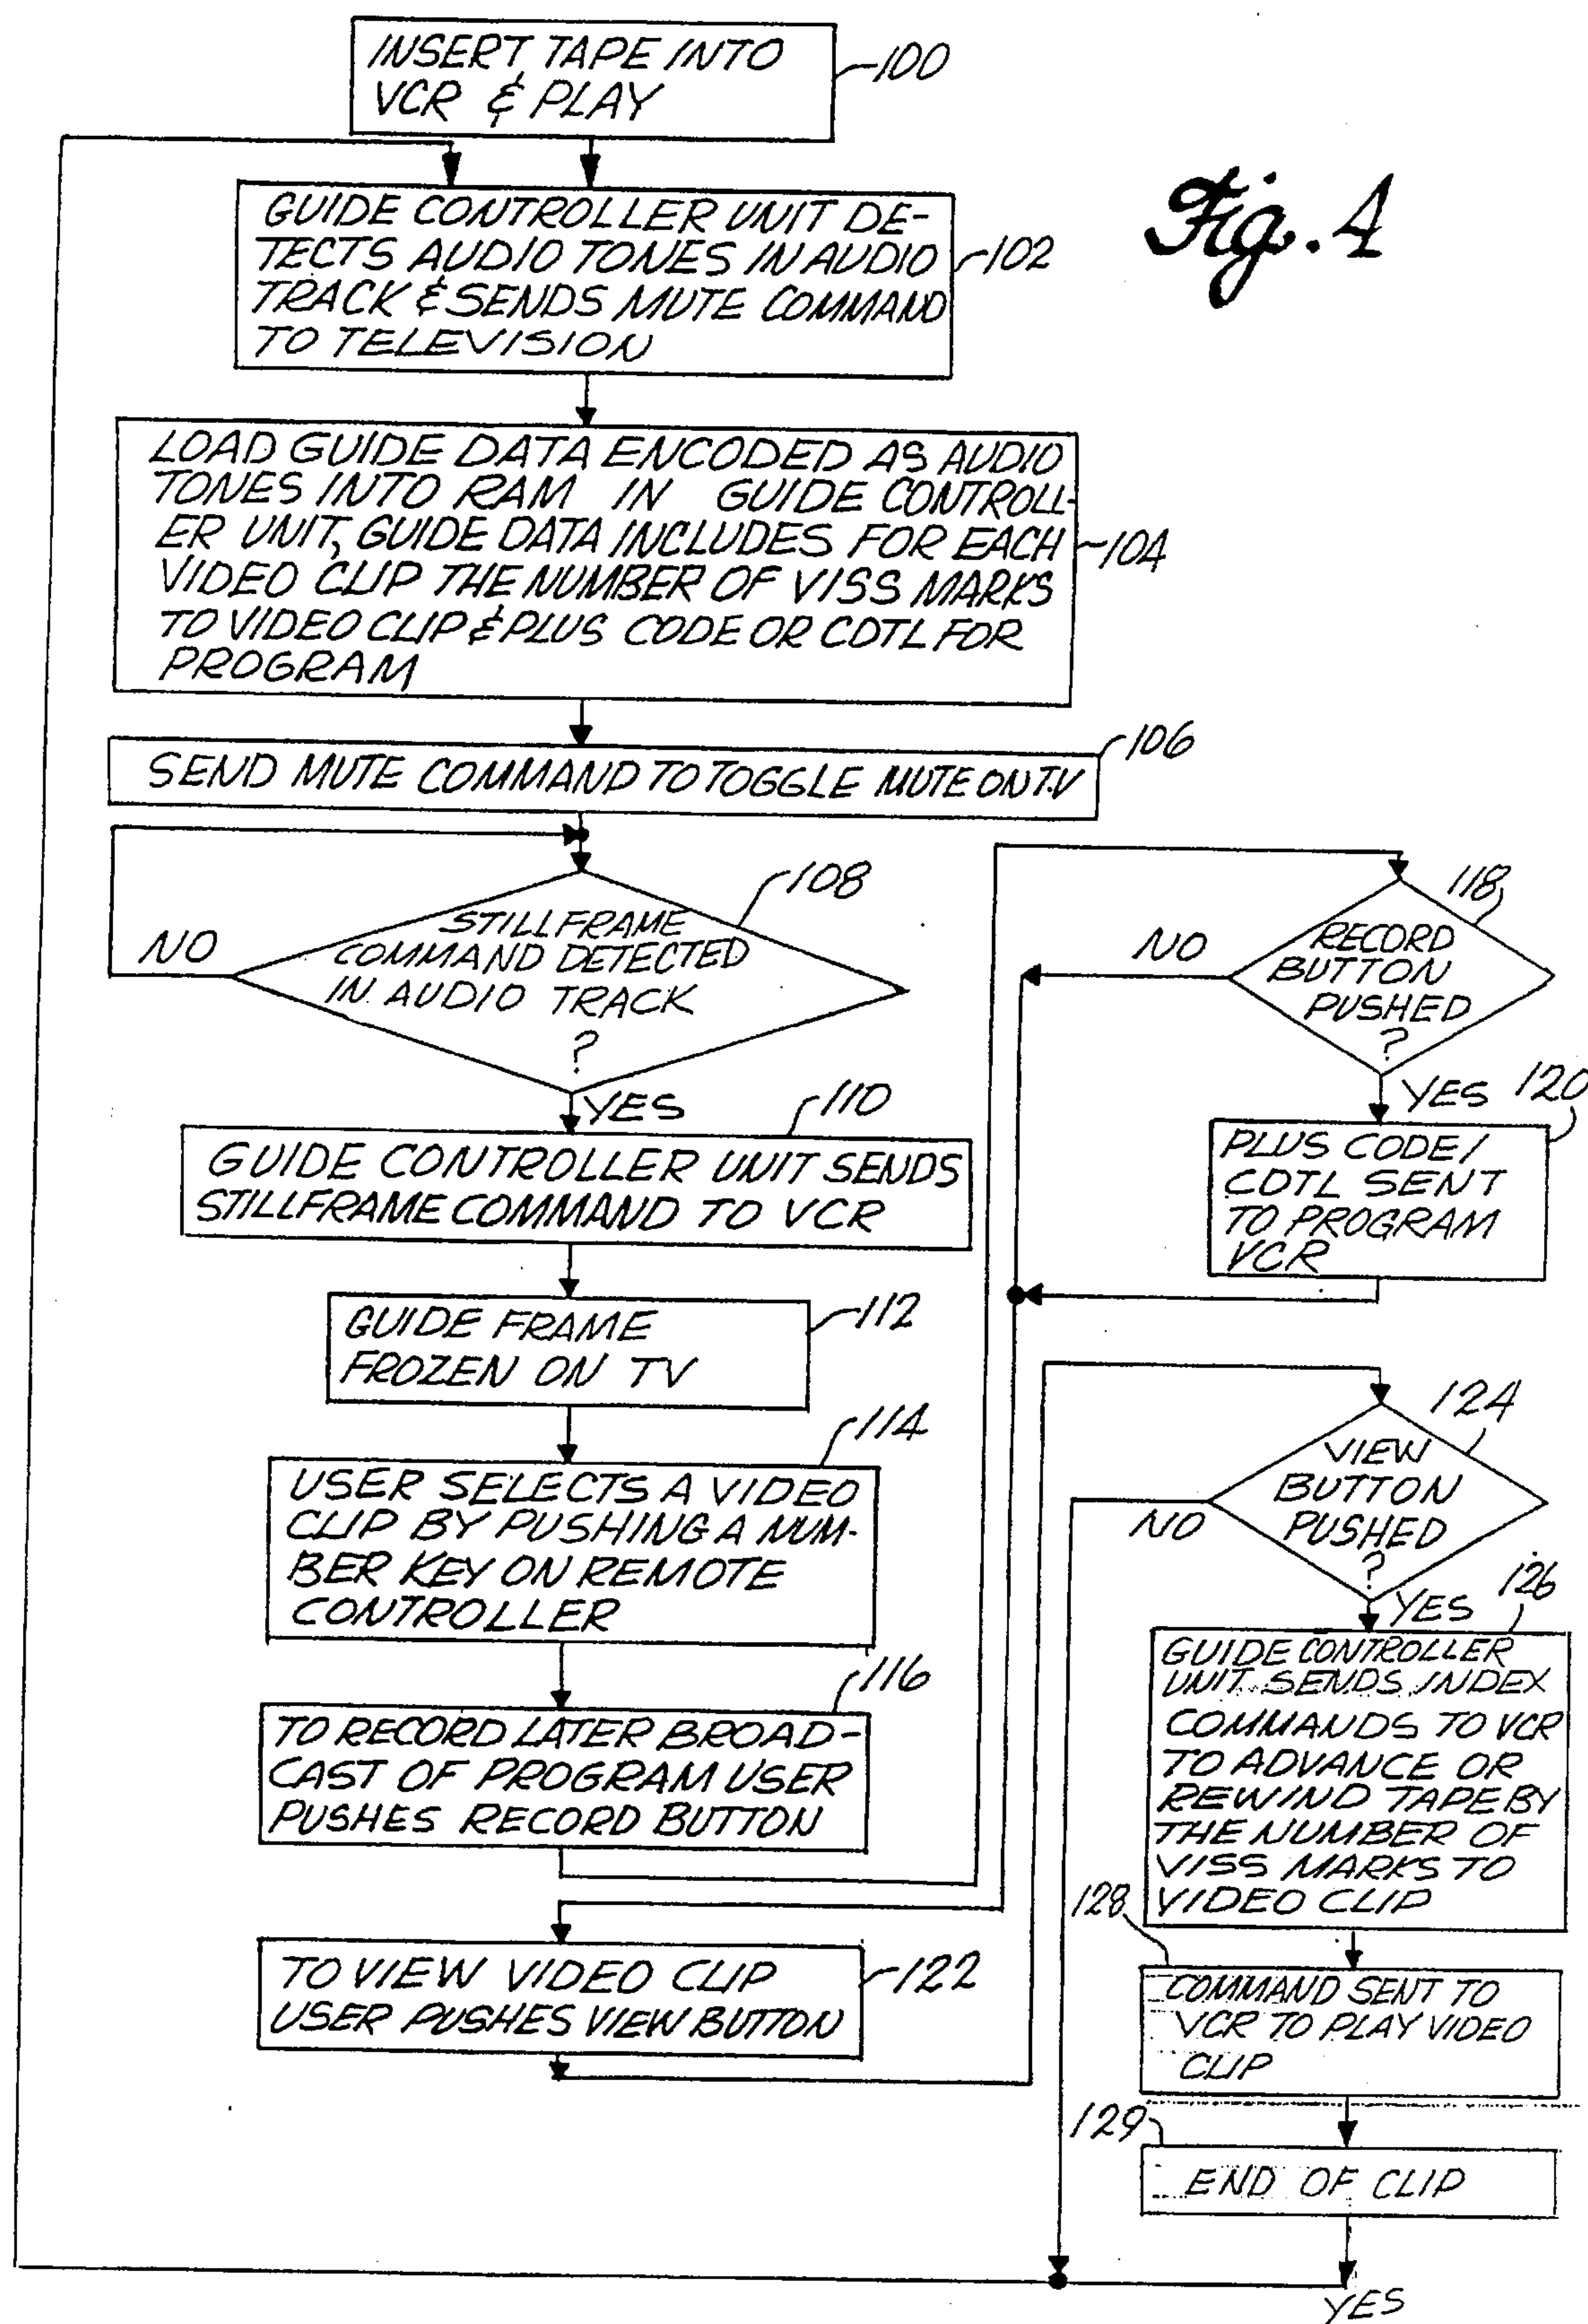 INSERT TAPE INTO
VCR & PLAY
100
Fig. 4
GUIDE CONTROLLER UNIT DE-
TECTS AUDIO TONES IN AUDIO
TRACK & SENDS MUTE COMMAND
TO TELEVISION
102
LOAD GUIDE DATA ENCODED AS AUDIO
TONES INTO RAM IN GUIDE CONTROLL-
ER UNIT, GUIDE DATA INCLUDES FOR EACH
VIDEO CLIP THE NUMBER OF VISS MARKS
TO VIDEO CLIP & PLUS CODE OR CDTL FOR
PROGRAM
104
SEND MUTE COMMAND TO TOGGLE MUTE ON T.V
106
STILLFRAME
COMMAND DETECTED
IN AUDIO TRACK
?
108
NO
YES
GUIDE CONTROLLER UNIT SENDS
STILLFRAME COMMAND TO VCR
110
GUIDE FRAME
FROZEN ON TV
112
USER SELECTS A VIDEO
CLIP BY PUSHING A NUM-
BER KEY ON REMOTE
CONTROLLER
114
TO RECORD LATER BROAD-
CAST OF PROGRAM USER
PUSHES RECORD BUTTON
116
RECORD
BUTTON
PUSHED
?
118
NO
YES
PLUS CODE/
CDTL SENT
TO PROGRAM
VCR
120
TO VIEW VIDEO CLIP
USER PUSHES VIEW BUTTON
122
VIEW
BUTTON
PUSHED
?
124
NO
YES
GUIDE CONTROLLER
UNIT SENDS INDEX
COMMANDS TO VCR
TO ADVANCE OR
REWIND TAPE BY
THE NUMBER OF
VISS MARKS TO
VIDEO CLIP
126
COMMAND SENT TO
VCR TO PLAY VIDEO
CLIP
128
END OF CLIP
129
YES